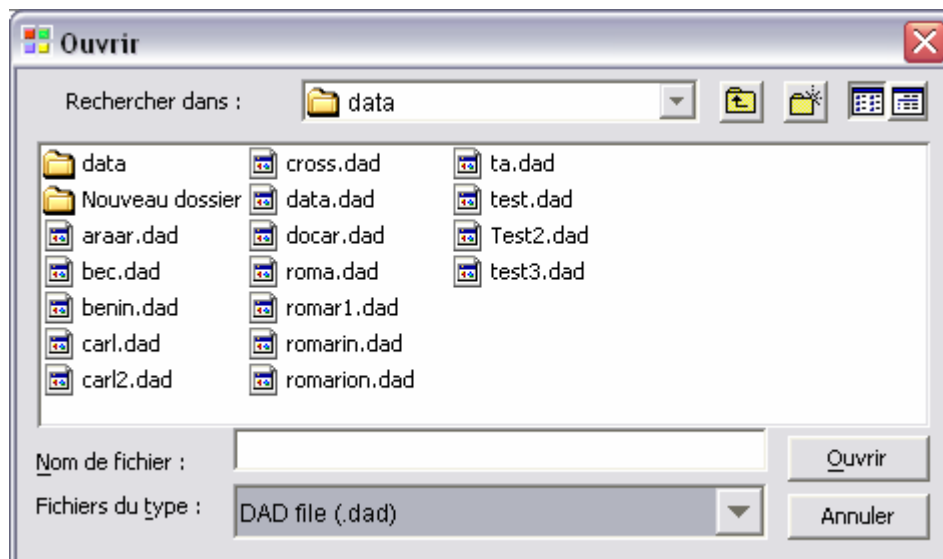 Ouvrir
Rechercher dans :
data
data
Nouveau dossier
araar.dad
bec.dad
benin.dad
carl.dad
carl2.dad
cross.dad
data.dad
docar.dad
roma.dad
romar1.dad
romarin.dad
romarion.dad
ta.dad
test.dad
Test2.dad
test3.dad
Nom de fichier :
Ouvrir
Fichiers du type :
DAD file (.dad)
Annuler